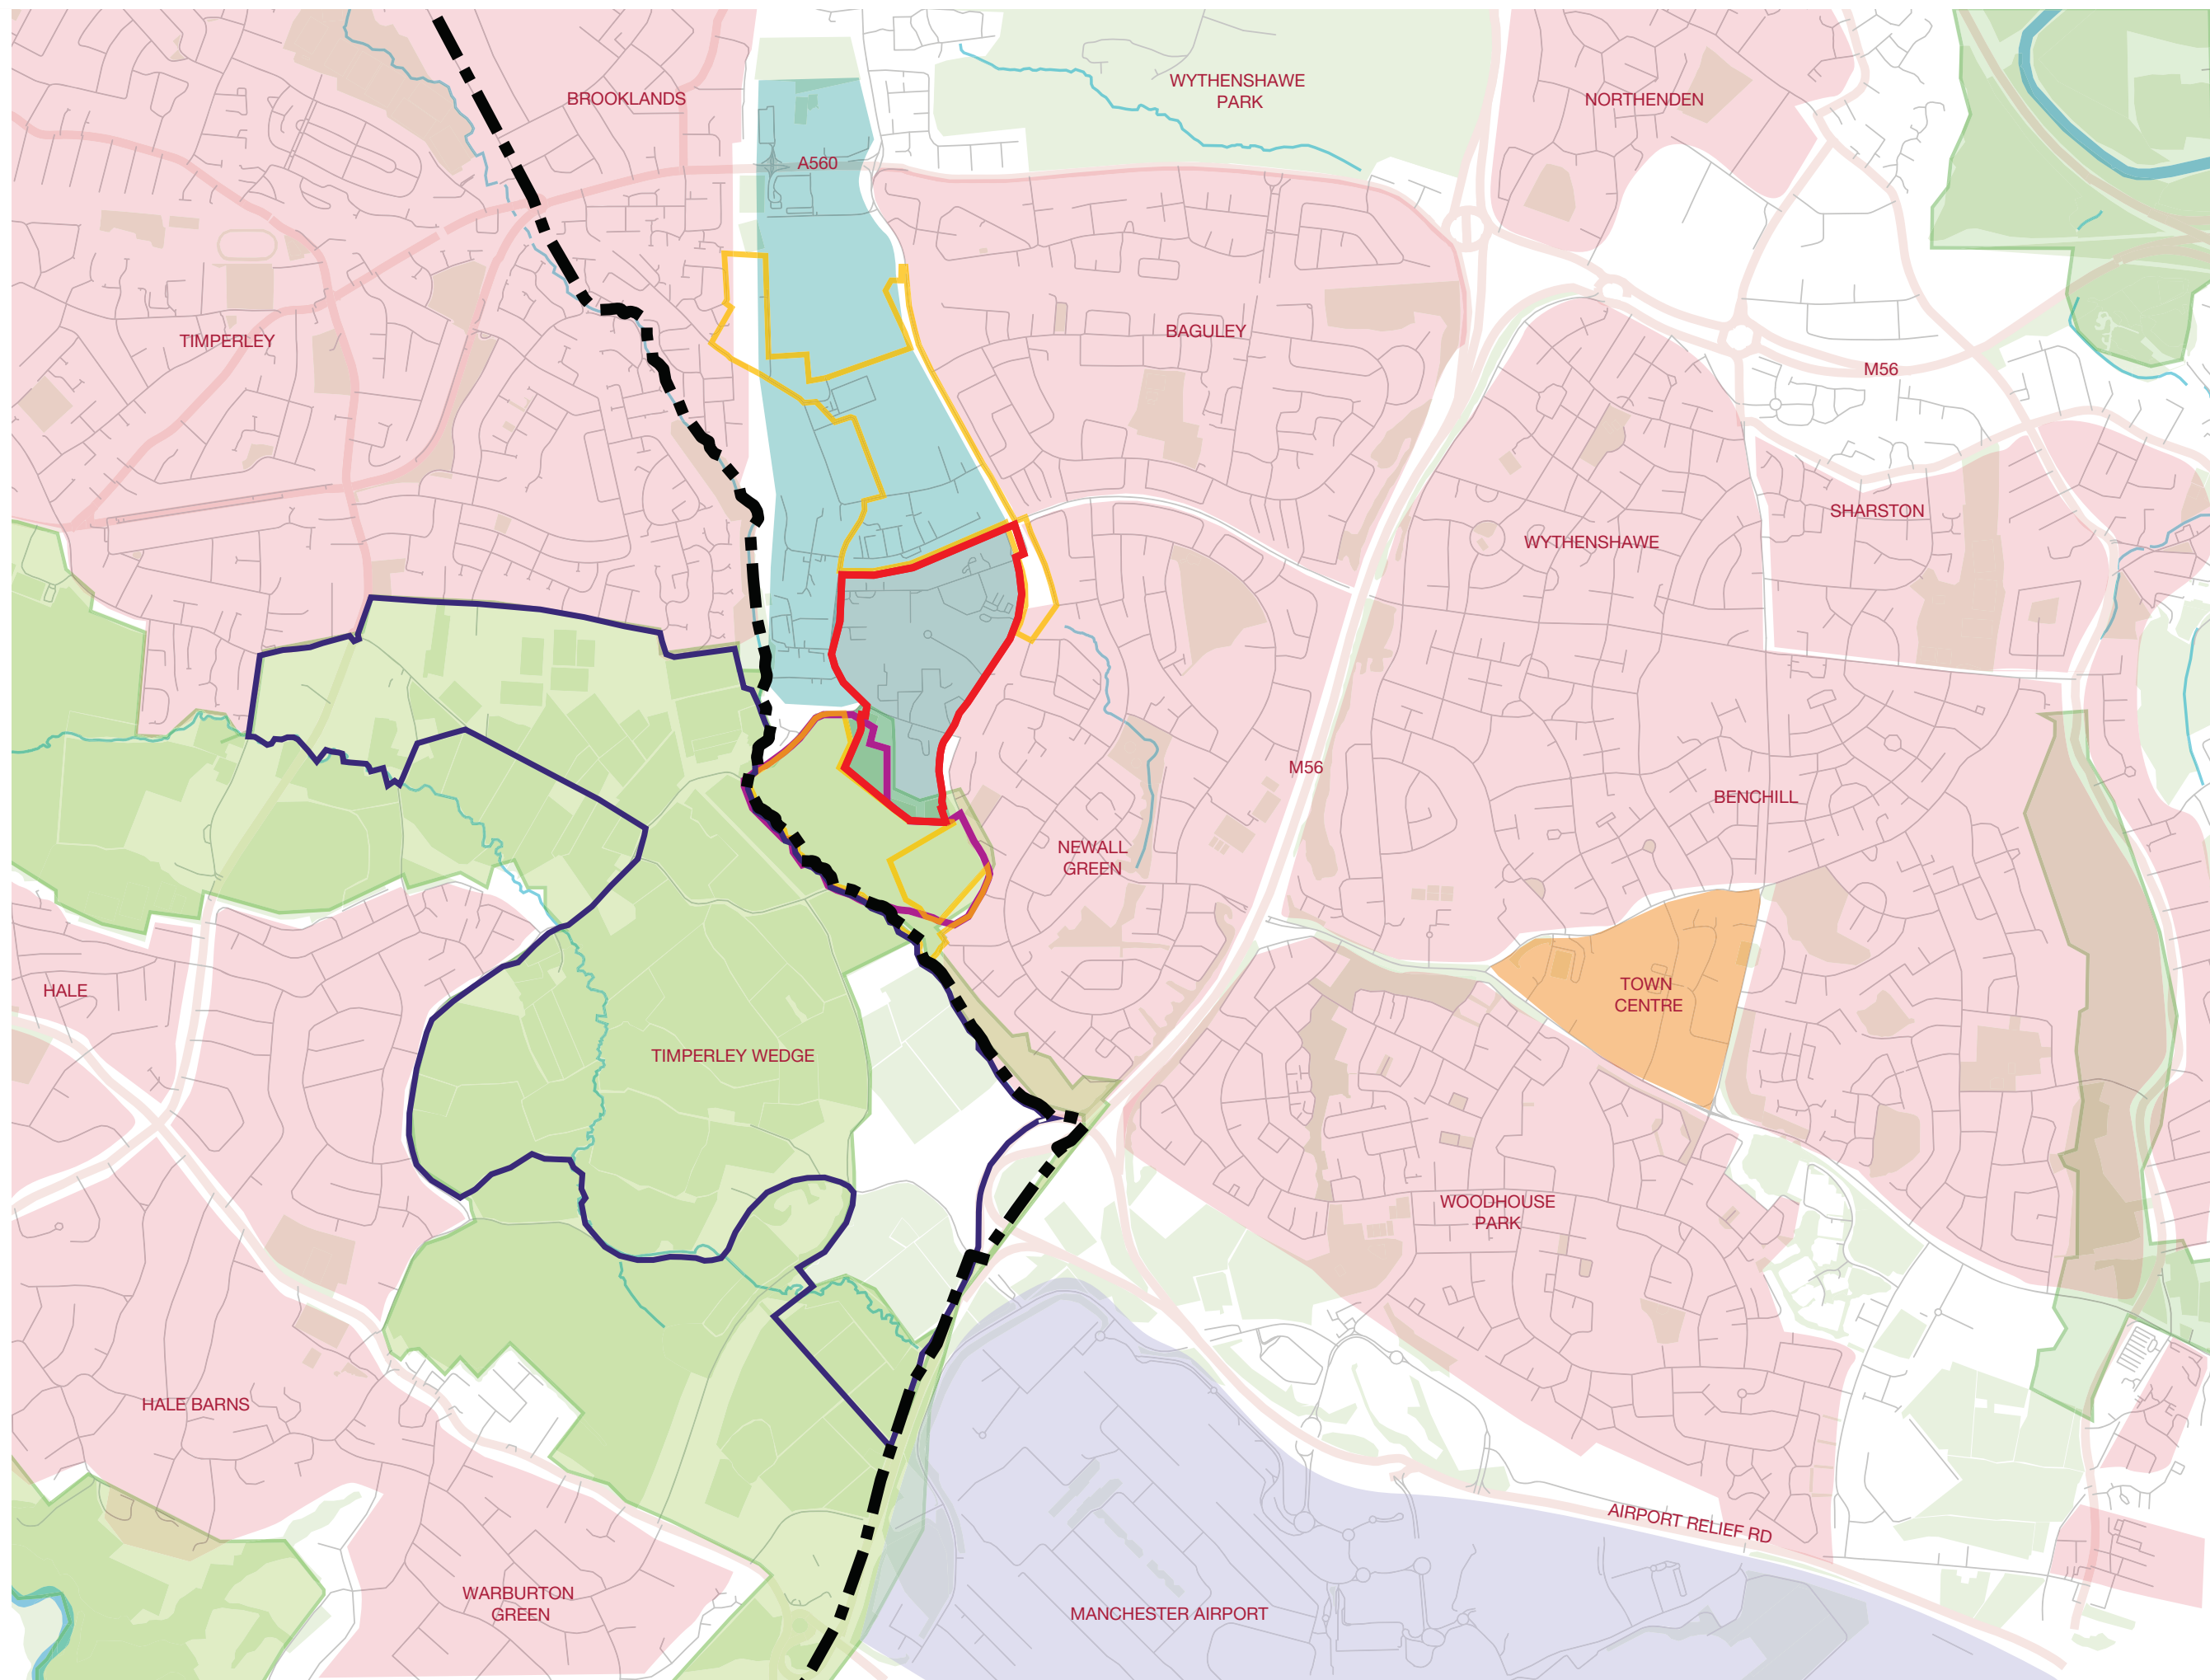 WYTHENSHAWE
PARK
BROOKLANDS
NORTHENDEN
A560
TIMPERLEY
BAGULEY
M56
SHARSTON
WYTHENSHAWE
M56
BENCHILL
NEWALL
GREEN
HALE
TOWN
CENTRE
TIMPERLEY WEDGE
WOODHOUSE
PARK
HALE BARNS
AIRPORT RELIEF RD
WARBURTON
GREEN
MANCHESTER AIRPORT